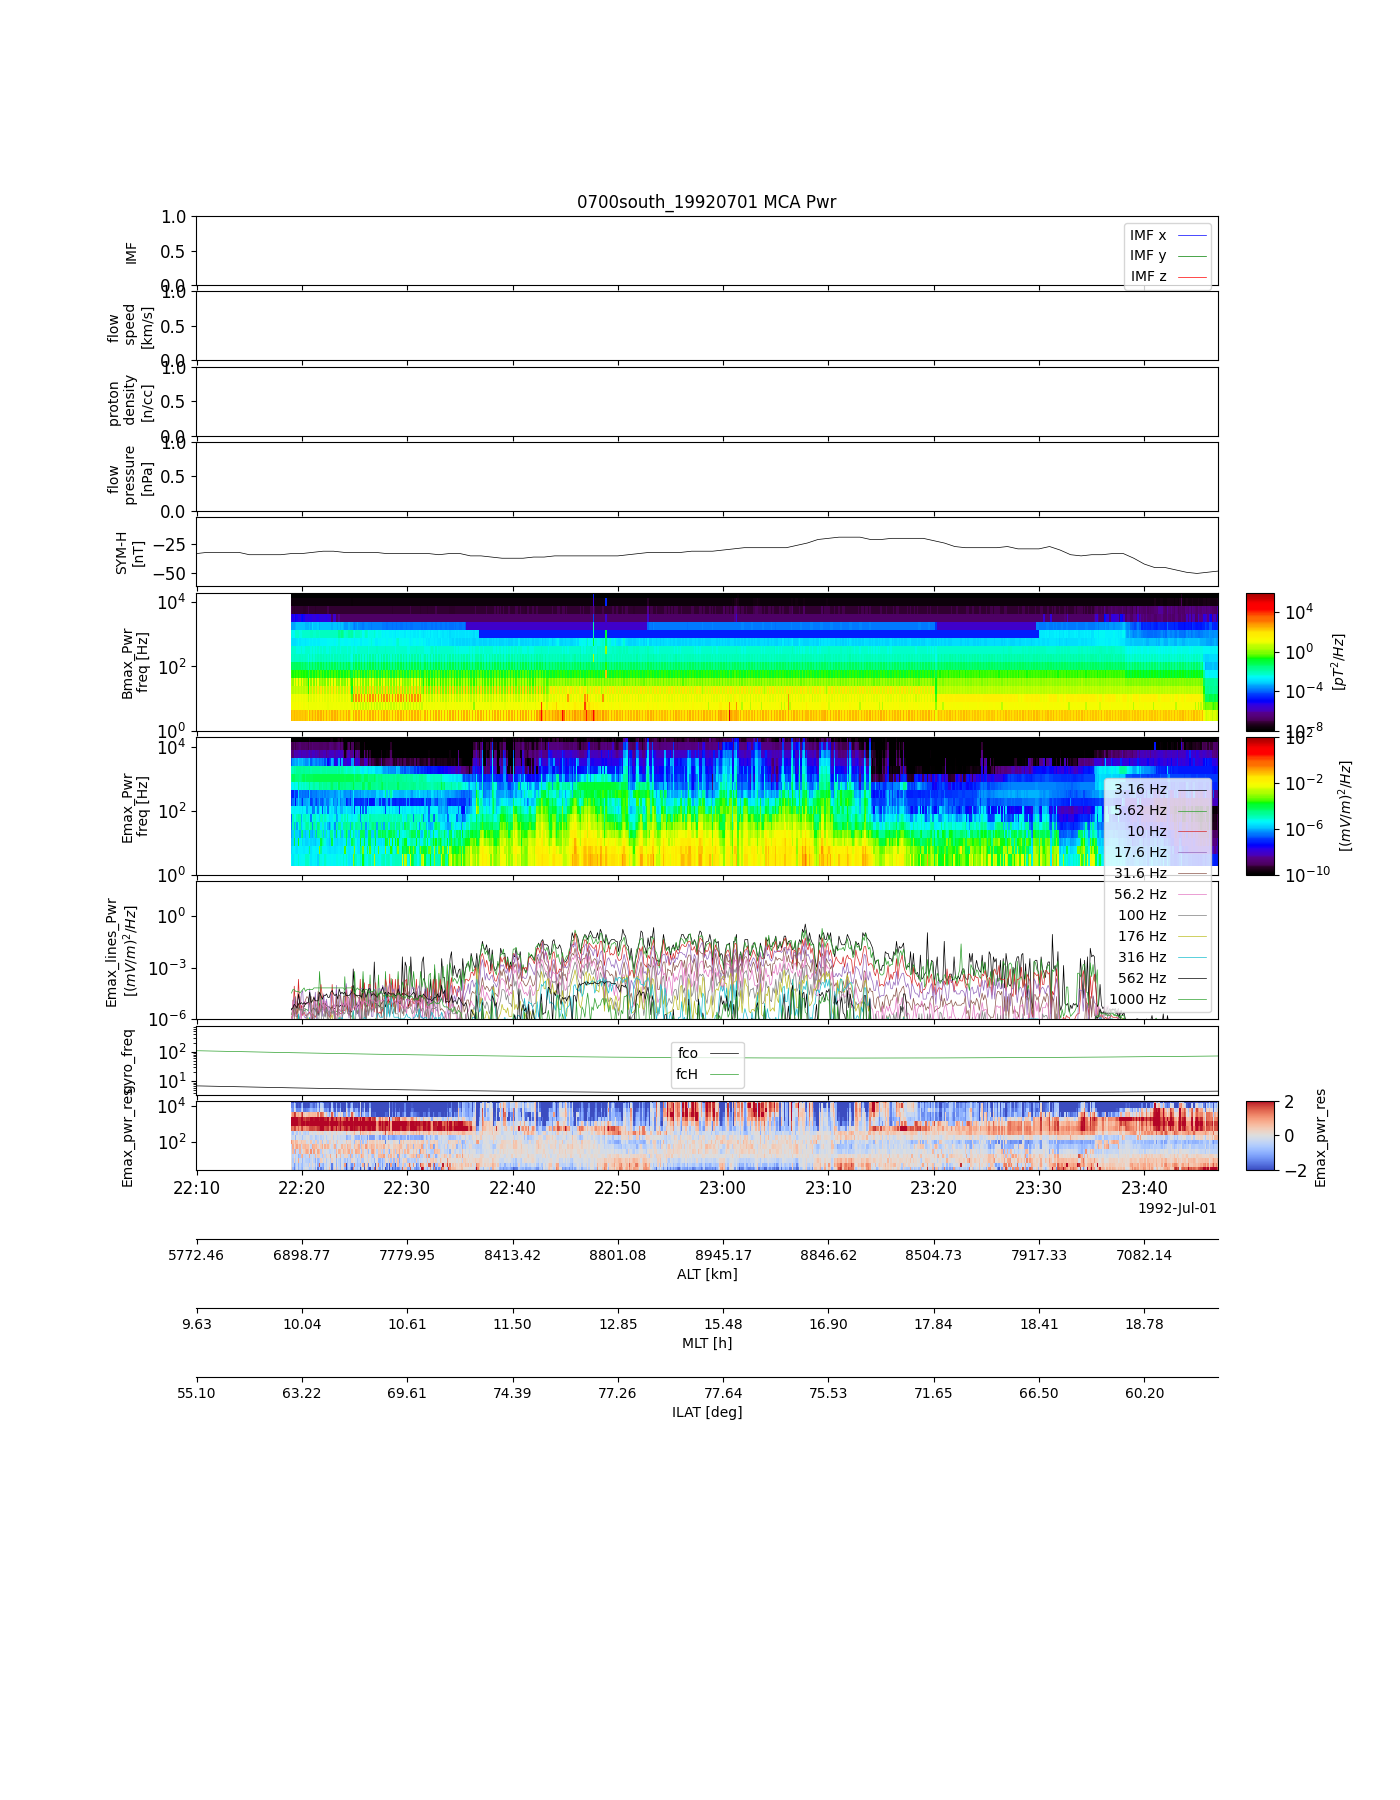 0700south_19920701 MCA Pwr
1.0
0.5
0.0
IMF
IMF x
IMF y
IMF z
1.0
0.5
0.0
flow
speed
[km/s]
1.0
0.5
0.0
proton
density
[n/cc]
1.0
0.5
0.0
flow
pressure
[nPa]
−25
−50
SYM-H
[nT]
10^4
10^2
10^0
Bmax_Pwr
freq [Hz]
10^4
10^0
10^−4
10^−8
[pT^2/Hz]
10^4
10^2
10^0
Emax_Pwr
freq [Hz]
10^2
10^−2
10^−6
10^−10
[(mV/m)^2/Hz]
3.16 Hz
5.62 Hz
10 Hz
17.6 Hz
31.6 Hz
56.2 Hz
100 Hz
176 Hz
316 Hz
562 Hz
1000 Hz
10^0
10^−3
10^−6
Emax_lines_Pwr
[(mV/m)^2/Hz]
10^2
10^1
gyro_freq
fco
fcH
10^4
10^2
Emax_pwr_res
2
0
−2
Emax_pwr_res
22:10 22:20 22:30 22:40 22:50 23:00 23:10 23:20 23:30 23:40
1992-Jul-01
5772.46 6898.77 7779.95 8413.42 8801.08 8945.17 8846.62 8504.73 7917.33 7082.14
ALT [km]
9.63 10.04 10.61 11.50 12.85 15.48 16.90 17.84 18.41 18.78
MLT [h]
55.10 63.22 69.61 74.39 77.26 77.64 75.53 71.65 66.50 60.20
ILAT [deg]